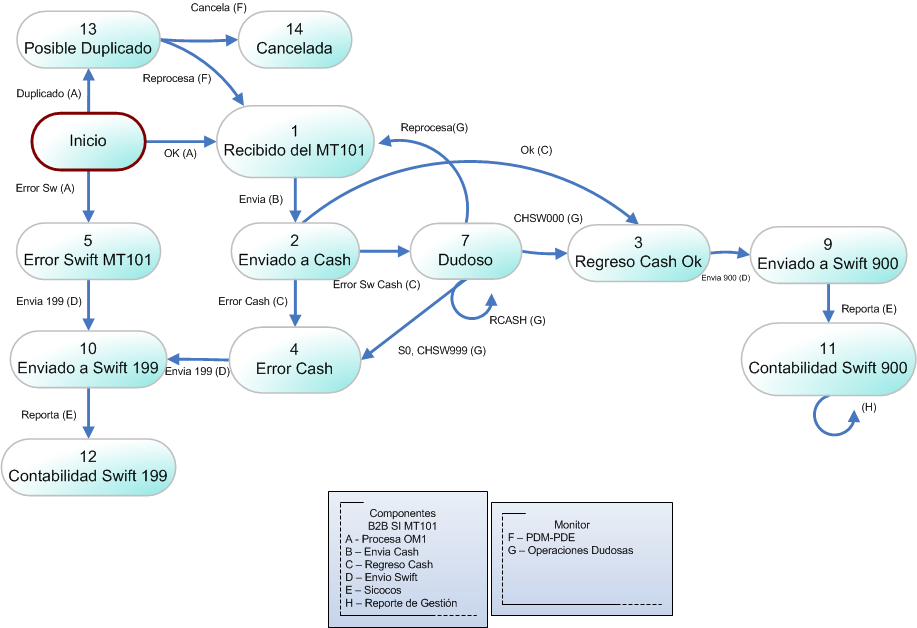 Cancela (F)
13
Posible Duplicado
14
Cancelada
Reprocesa (F)
Duplicado (A)
Inicio
OK (A)
1
Recibido del MT101
Reprocesa(G)
Ok (C)
Error Sw (A)
Envia (B)
CHSW000 (G)
5
Error Swift MT101
2
Enviado a Cash
7
Dudoso
3
Regreso Cash Ok
9
Enviado a Swift 900
Envia 900 (D)
Error Sw Cash (C)
Envia 199 (D)
Error Cash (C)
RCASH (G)
Reporta (E)
10
Enviado a Swift 199
Envia 199 (D)
4
Error Cash
S0, CHSW999 (G)
11
Contabilidad Swift 900
(H)
Reporta (E)
12
Contabilidad Swift 199
Componentes
B2B SI MT101
A - Procesa OM1
B – Envia Cash
C – Regreso Cash
D – Envio Swift
E – Sicocos
H – Reporte de Gestión
Monitor
F – PDM-PDE
G – Operaciones Dudosas